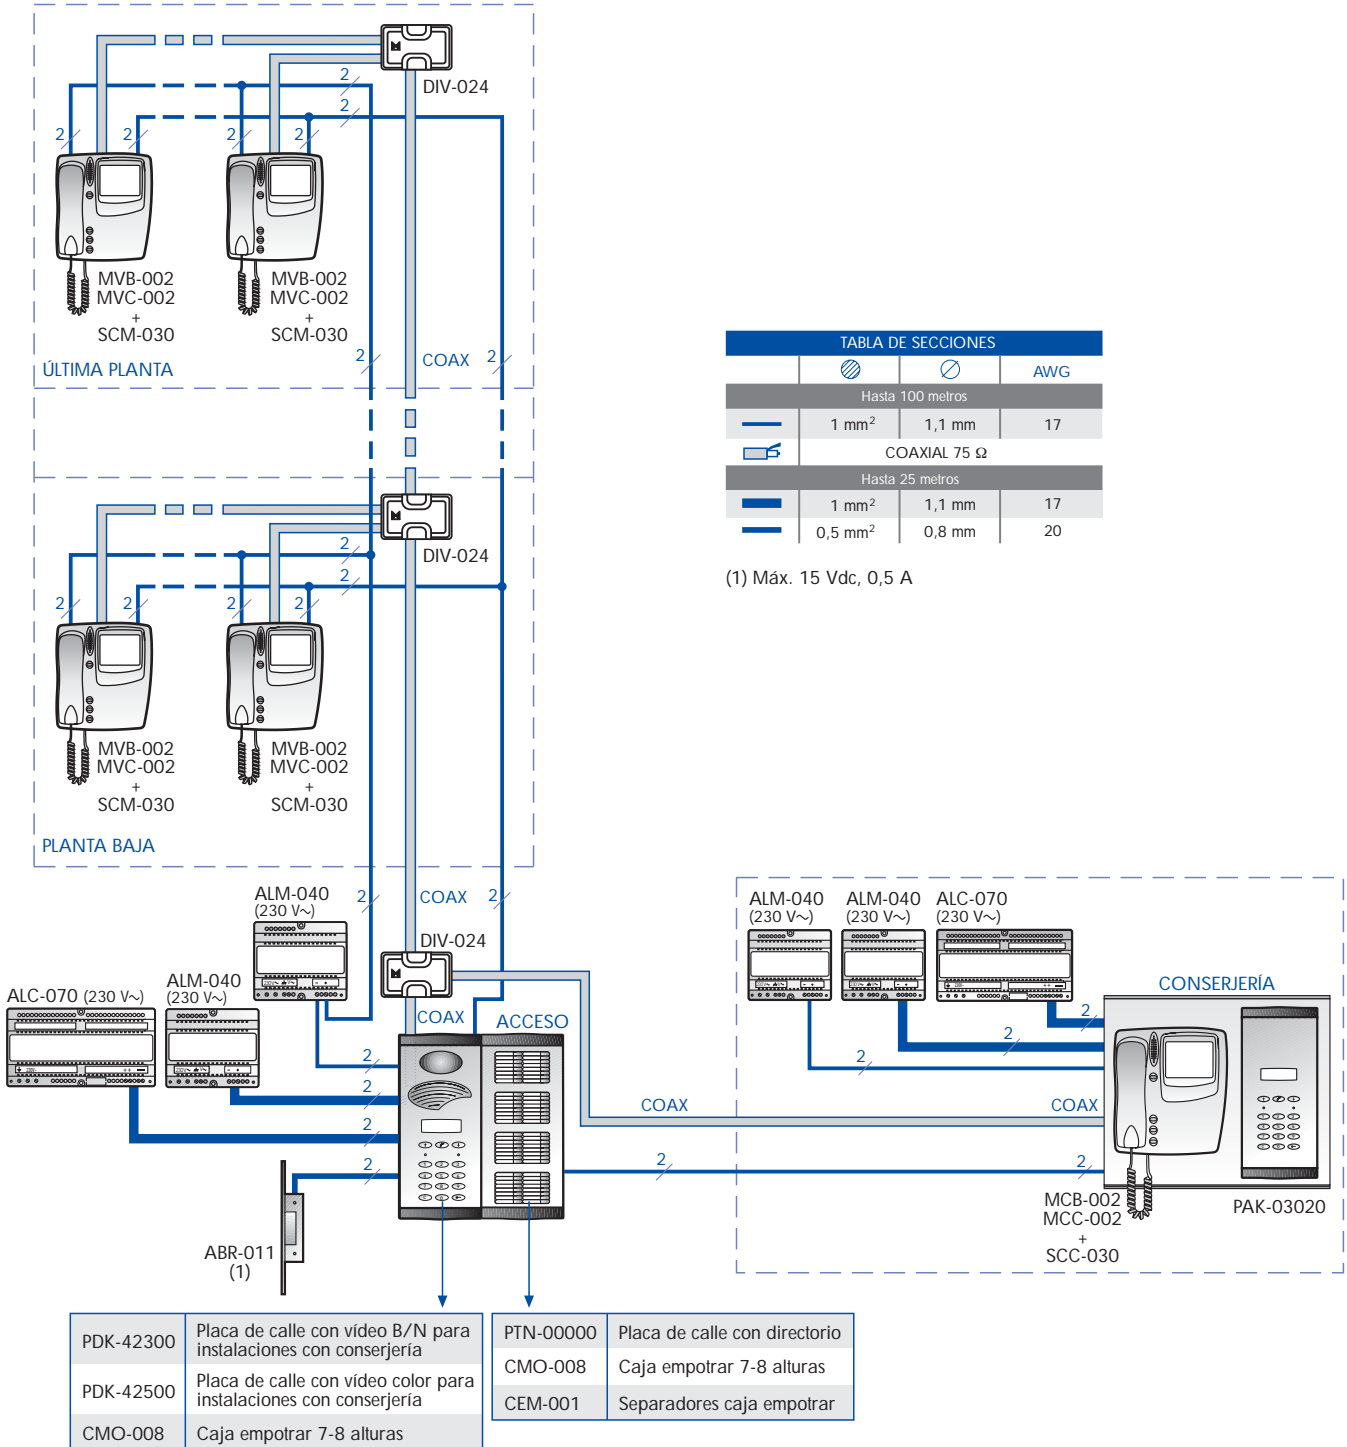 DIV-024
2
2
2
2
2
2
MVB-002
MVC-002
+
SCM-030
MVB-002
MVC-002
+
SCM-030
2
COAX
2
ÚLTIMA PLANTA
TABLA DE SECCIONES
AWG
Hasta 100 metros
1 mm²
1,1 mm
17
COAXIAL 75 Ω
Hasta 25 metros
1 mm²
1,1 mm
17
0,5 mm²
0,8 mm
20
(1) Máx. 15 Vdc, 0,5 A
DIV-024
2
2
2
2
2
2
MVB-002
MVC-002
+
SCM-030
MVB-002
MVC-002
+
SCM-030
PLANTA BAJA
2
COAX
2
ALM-040
(230 V~)
DIV-024
ALM-040
(230 V~)
ALC-070 (230 V~)
COAX
ACCESO
2
2
2
2
ABR-011
(1)
COAX
2
ALM-040
(230 V~)
ALM-040
(230 V~)
ALC-070
(230 V~)
CONSERJERÍA
2
2
2
COAX
2
MCB-002
MCC-002
+
SCC-030
PAK-03020
PDK-42300
Placa de calle con vídeo B/N para
instalaciones con conserjería
PDK-42500
Placa de calle con vídeo color para
instalaciones con conserjería
CMO-008
Caja empotrar 7-8 alturas
PTN-00000
Placa de calle con directorio
CMO-008
Caja empotrar 7-8 alturas
CEM-001
Separadores caja empotrar